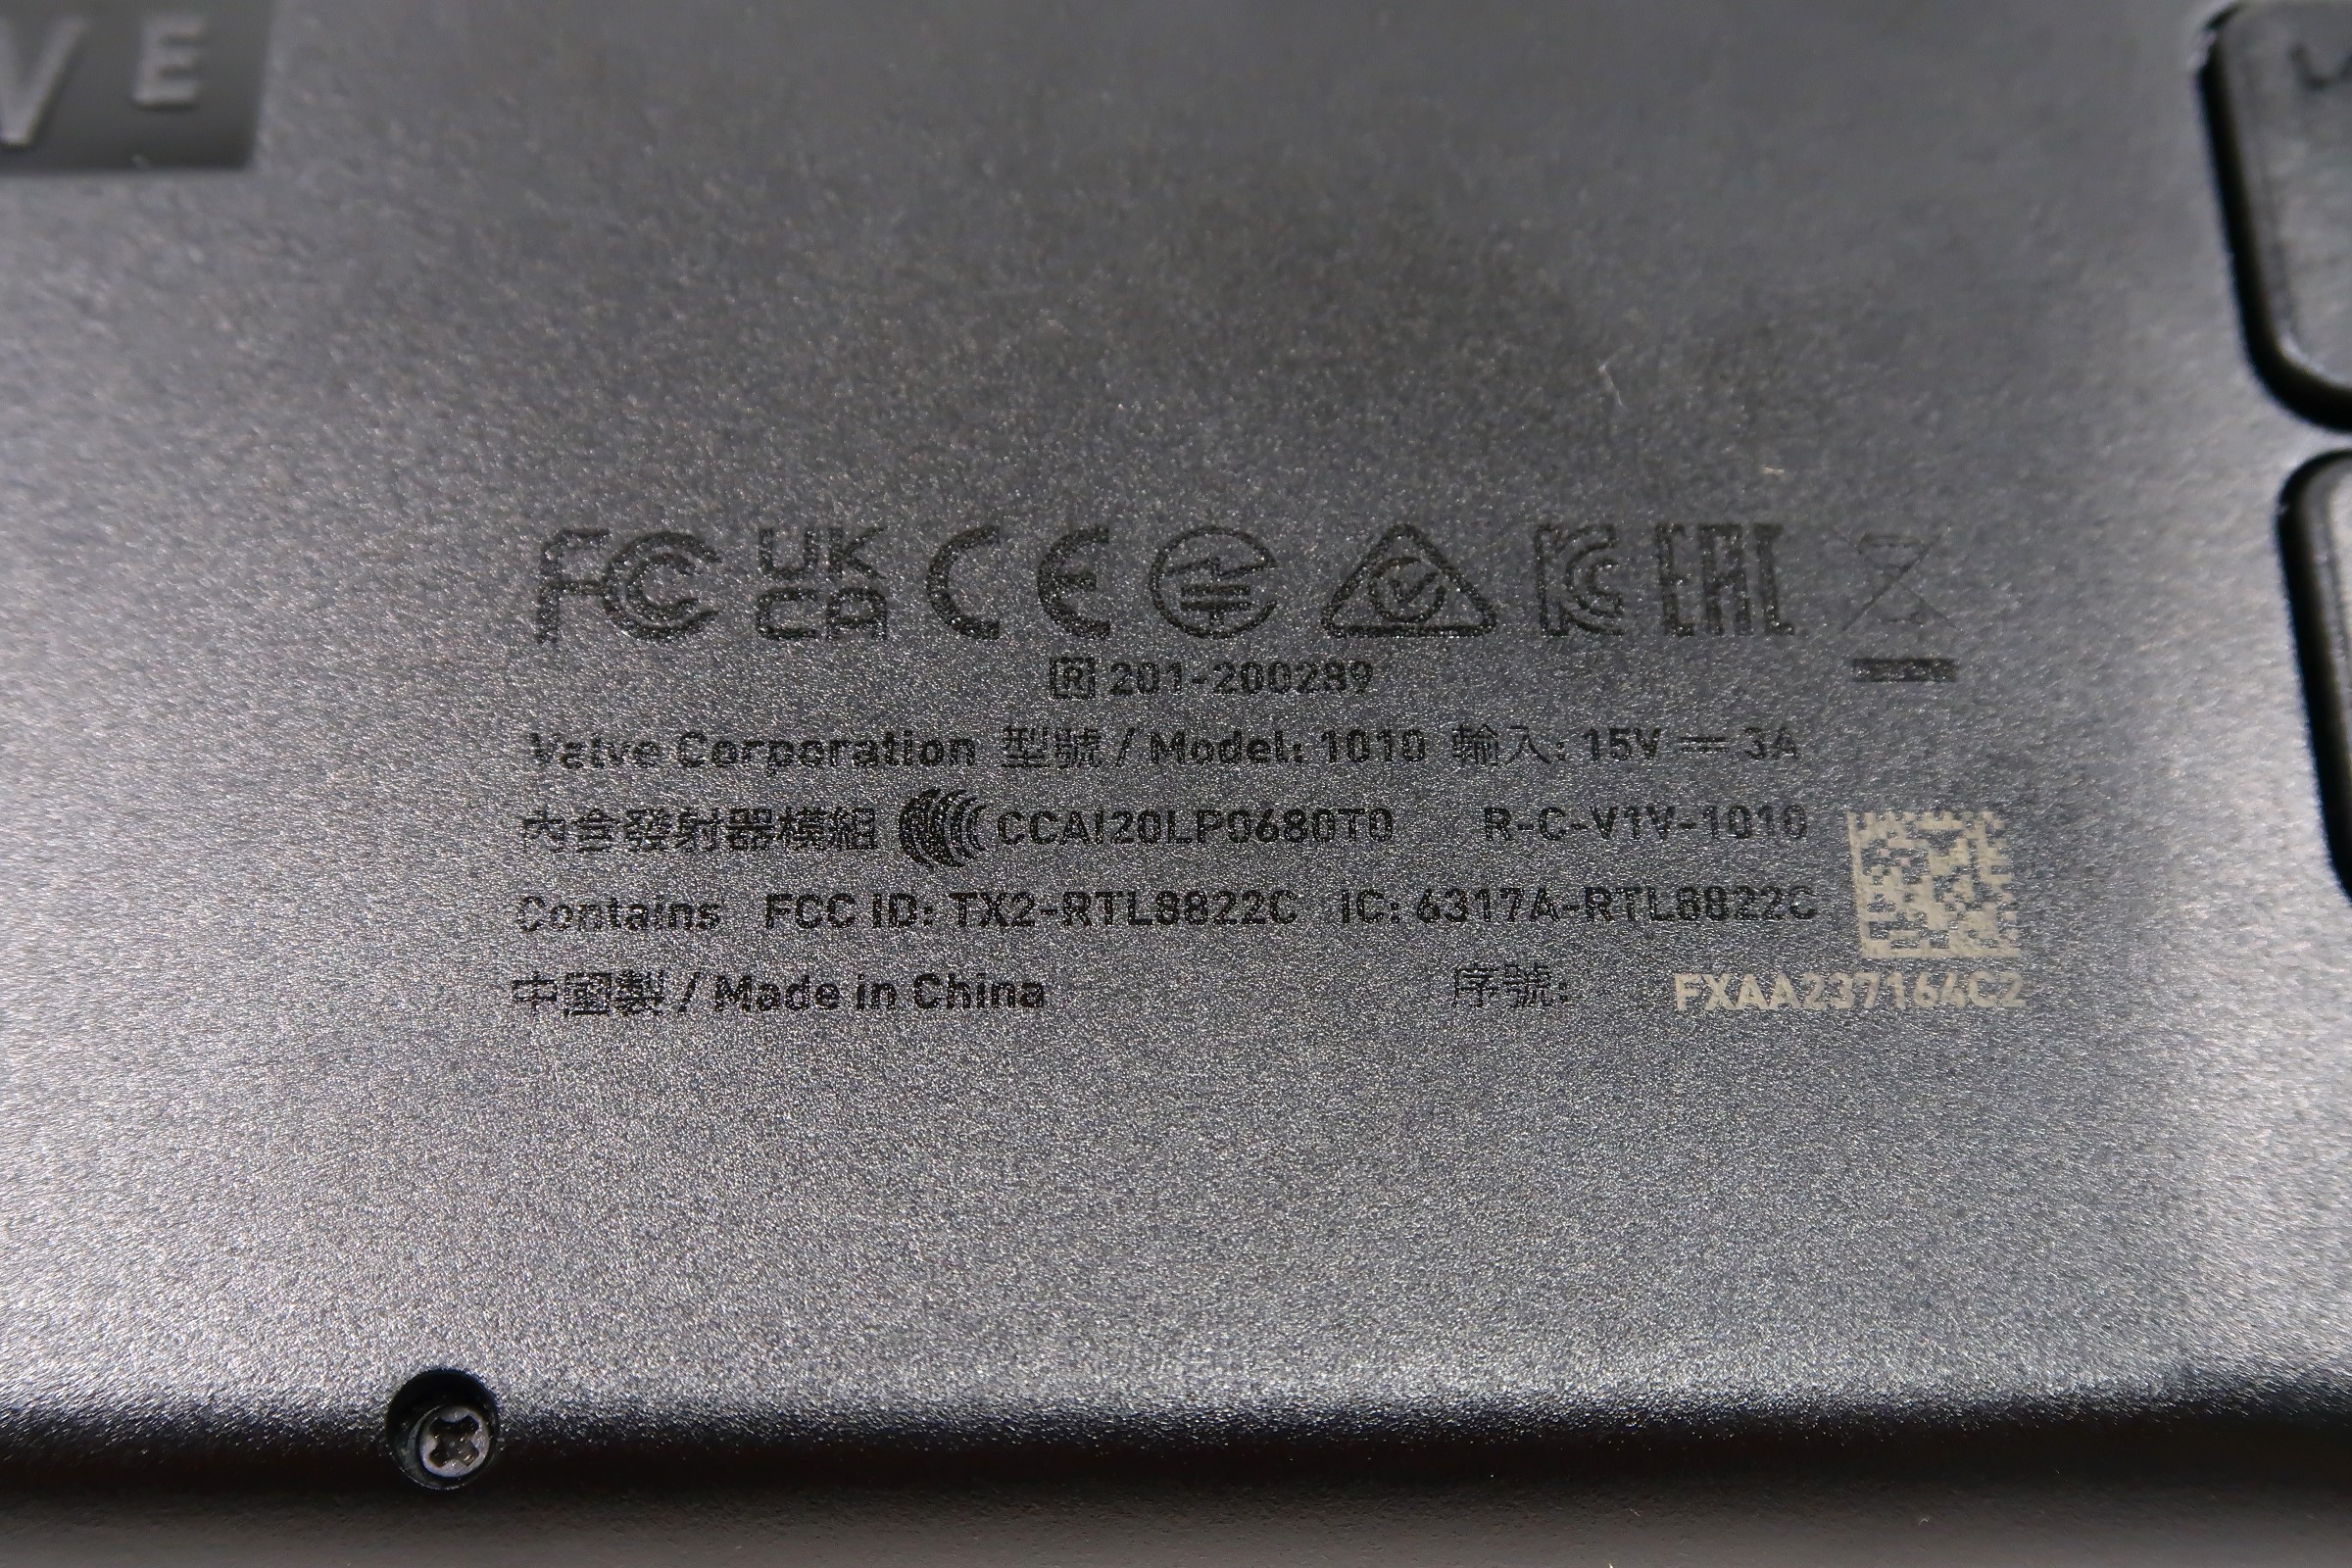 VE
FC UK CA CE KC EAC
R 201-200289
Valve Corporation 型號 / Model: 1010 輸入: 15V ⎓ 3A
內含發射器模組 CCAI20LP0680T0 R-C-V1V-1010
Contains FCC ID: TX2-RTL8822C IC: 6317A-RTL8822C
中國製 / Made in China 序號: FXAA237164C2